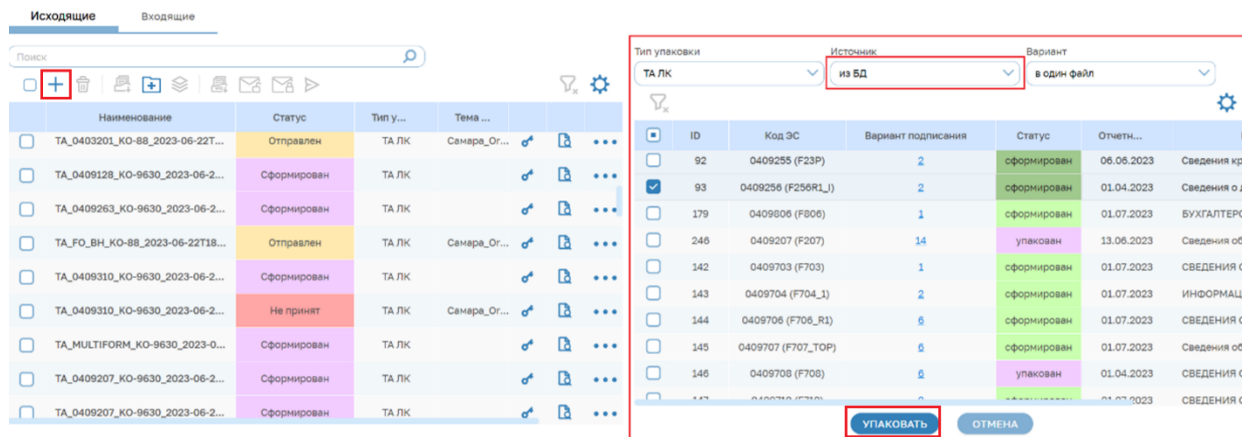 Исходящие Входящие
Поиск
Наименование Статус Тип у... Тема ...
TA_0403201_KO-88_2023-06-22T... Отправлен ТА ЛК Самара_Ог...
TA_0409128_KO-9630_2023-06-2... Сформирован ТА ЛК
TA_0409263_KO-9630_2023-06-2... Сформирован ТА ЛК
TA_FO_BH_KO-88_2023-06-22T18... Отправлен ТА ЛК Самара_Ог...
TA_0409310_KO-9630_2023-06-2... Сформирован ТА ЛК
TA_0409310_KO-9630_2023-06-2... Не принят ТА ЛК Самара_Ог...
TA_MULTIFORM_KO-9630_2023-0... Сформирован ТА ЛК
TA_0409207_KO-9630_2023-06-2... Сформирован ТА ЛК
TA_0409207_KO-9630_2023-06-2... Сформирован ТА ЛК
Тип упаковки Источник Вариант
ТА ЛК из БД в один файл
ID Код ЭС Вариант подписания Статус Отчетн...
92 0409255 (F23P) 2 сформирован 06.06.2023 Сведения кр
93 0409256 (F256R1_I) 2 сформирован 01.04.2023 Сведения о д
179 0409806 (F806) 1 сформирован 01.07.2023 БУХГАЛТЕРС
246 0409207 (F207) 14 упакован 13.06.2023 Сведения об
142 0409703 (F703) 1 сформирован 01.07.2023 СВЕДЕНИЯ О
143 0409704 (F704_1) 2 сформирован 01.07.2023 ИНФОРМАЦ
144 0409706 (F706_R1) 6 сформирован 01.07.2023 СВЕДЕНИЯ О
145 0409707 (F707_TOP) 6 сформирован 01.07.2023 Сведения об
146 0409708 (F708) 6 упакован 01.04.2023 СВЕДЕНИЯ О
СВЕДЕНИЯ О
УПАКОВАТЬ ОТМЕНА